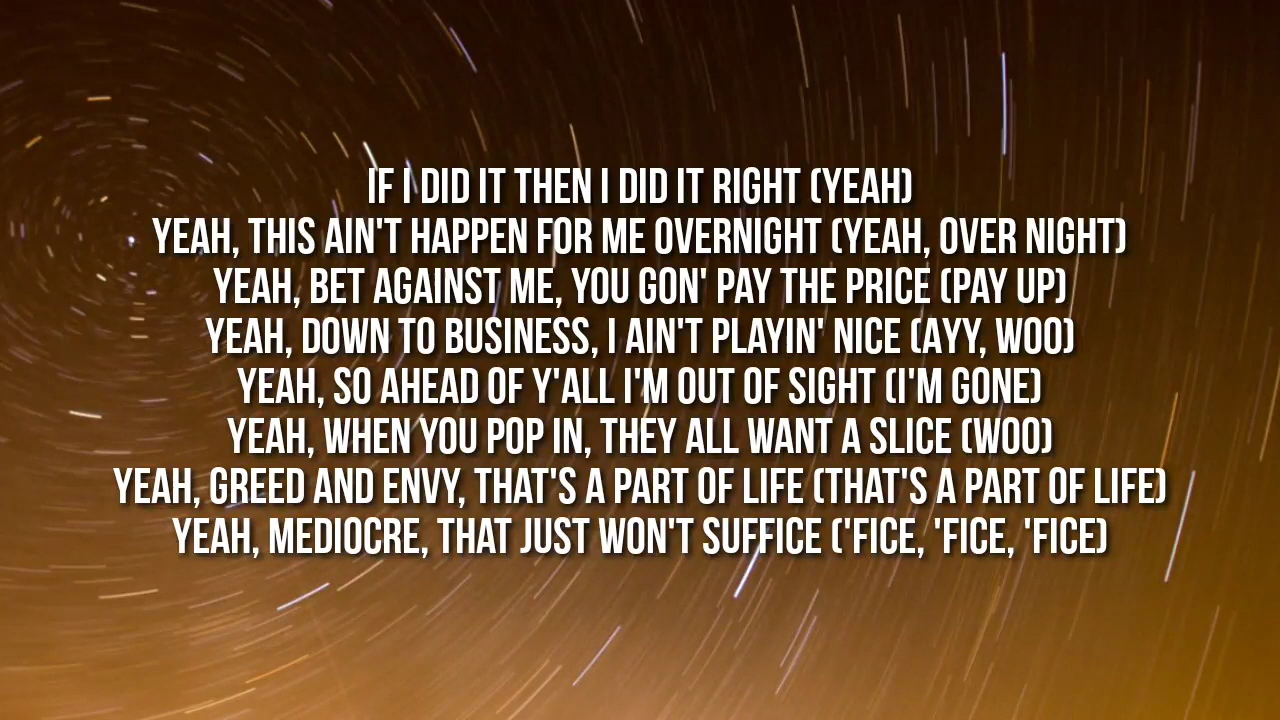 IF I DID IT THEN I DID IT RIGHT (YEAH)
YEAH, THIS AIN'T HAPPEN FOR ME OVERNIGHT (YEAH, OVER NIGHT)
YEAH, BET AGAINST ME, YOU GON' PAY THE PRICE (PAY UP)
YEAH, DOWN TO BUSINESS, I AIN'T PLAYIN' NICE (AYY, WOO)
YEAH, SO AHEAD OF Y'ALL I'M OUT OF SIGHT (I'M GONE)
YEAH, WHEN YOU POP IN, THEY ALL WANT A SLICE (WOO)
YEAH, GREED AND ENVY, THAT'S A PART OF LIFE (THAT'S A PART OF LIFE)
YEAH, MEDIOCRE, THAT JUST WON'T SUFFICE ('FICE, 'FICE, 'FICE)